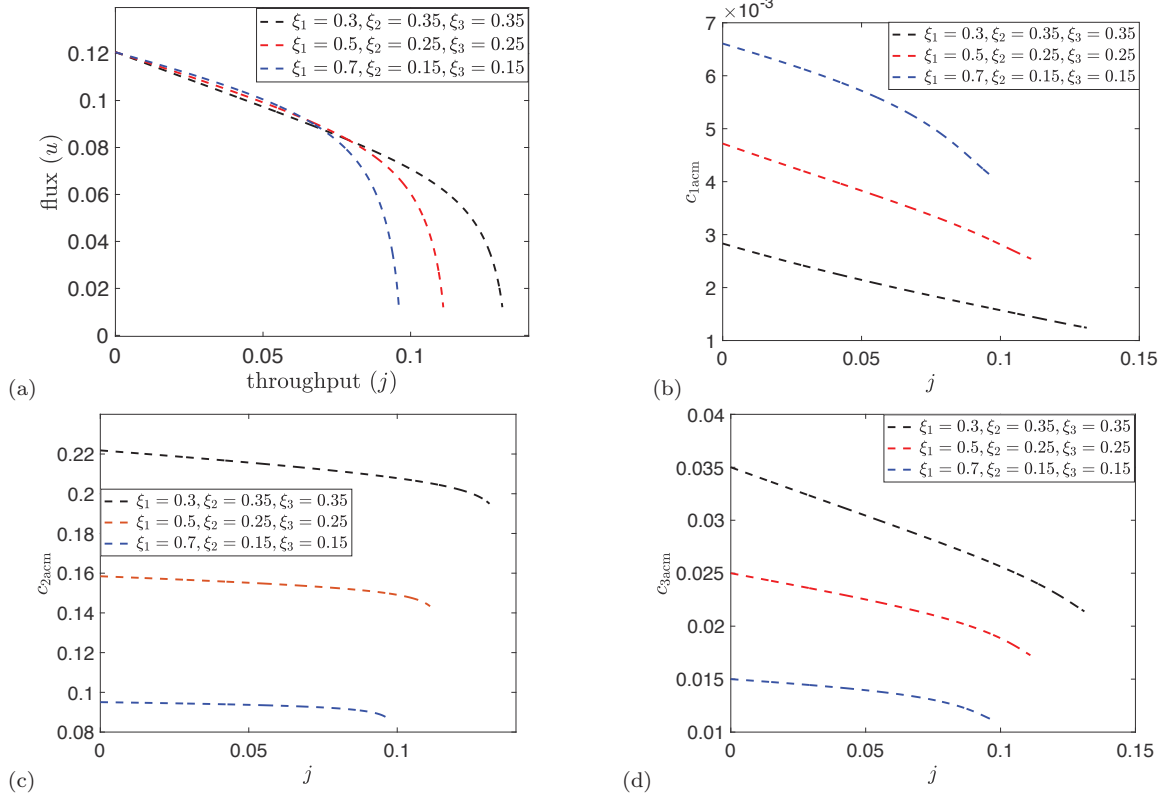 ξ₁ = 0.3, ξ₂ = 0.35, ξ₃ = 0.35
ξ₁ = 0.5, ξ₂ = 0.25, ξ₃ = 0.25
ξ₁ = 0.7, ξ₂ = 0.15, ξ₃ = 0.15
0.12
0.1
0.08
0.06
0.04
0.02
0
flux (u)
0 0.05 0.1
throughput (j)
(a)
×10⁻³
ξ₁ = 0.3, ξ₂ = 0.35, ξ₃ = 0.35
ξ₁ = 0.5, ξ₂ = 0.25, ξ₃ = 0.25
ξ₁ = 0.7, ξ₂ = 0.15, ξ₃ = 0.15
7
6
5
4
3
2
1
c₁acm
0 0.05 0.1 0.15
j
(b)
0.22
0.2
0.18
0.16
0.14
0.12
0.1
0.08
c₂acm
ξ₁ = 0.3, ξ₂ = 0.35, ξ₃ = 0.35
ξ₁ = 0.5, ξ₂ = 0.25, ξ₃ = 0.25
ξ₁ = 0.7, ξ₂ = 0.15, ξ₃ = 0.15
0 0.05 0.1
j
(c)
ξ₁ = 0.3, ξ₂ = 0.35, ξ₃ = 0.35
ξ₁ = 0.5, ξ₂ = 0.25, ξ₃ = 0.25
ξ₁ = 0.7, ξ₂ = 0.15, ξ₃ = 0.15
0.04
0.035
0.03
0.025
0.02
0.015
0.01
c₃acm
0 0.05 0.1 0.15
j
(d)